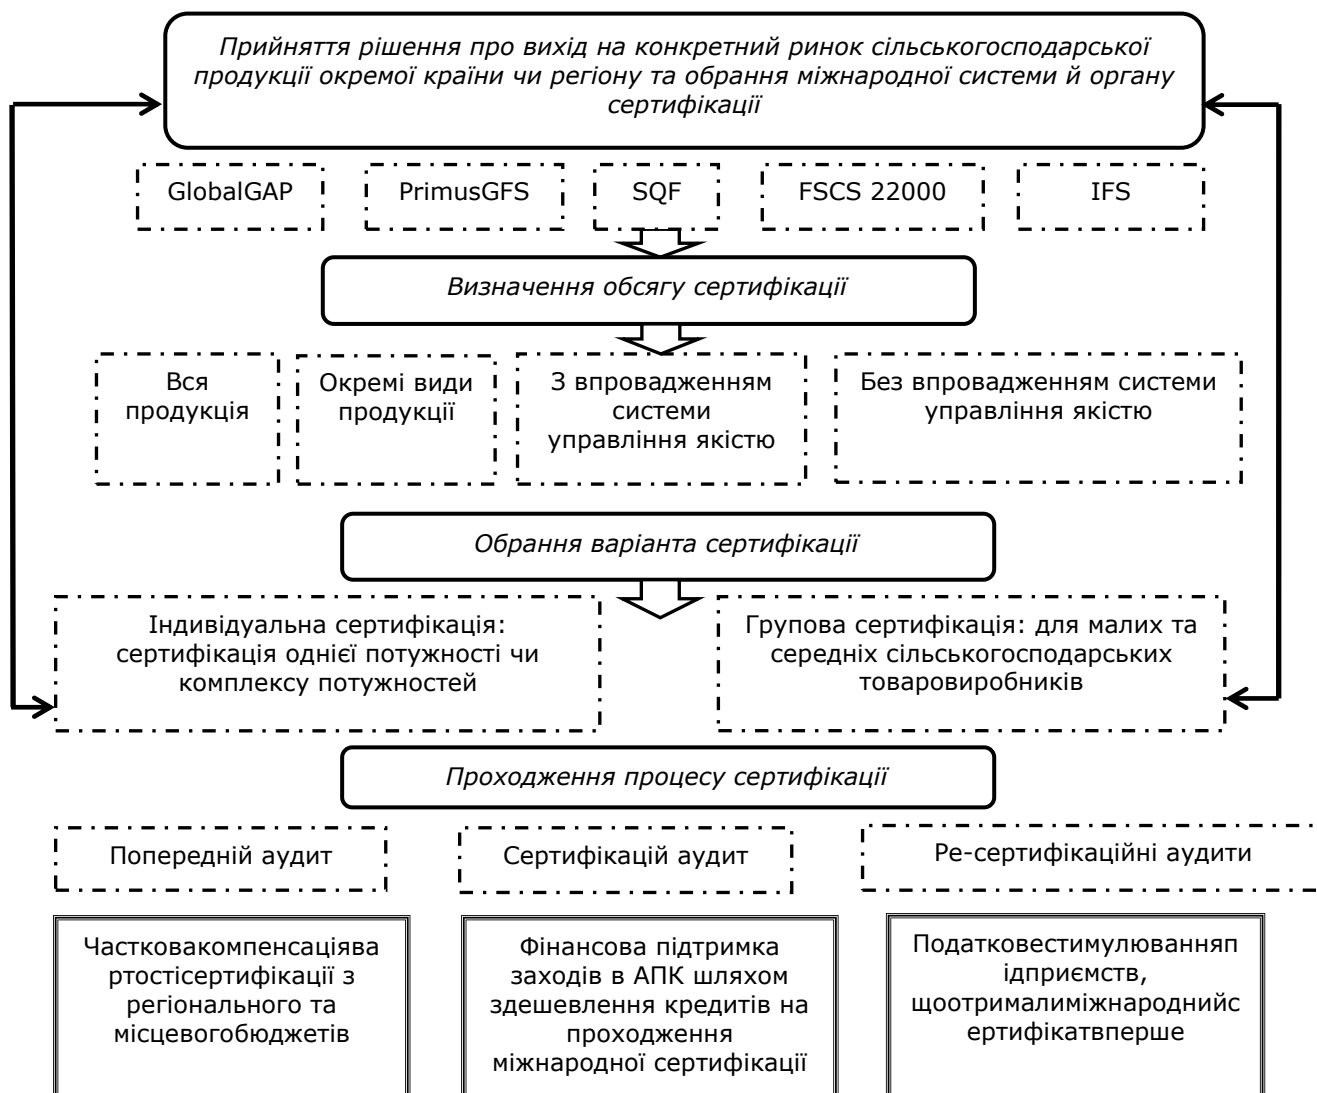 Прийняття рішення про вихід на конкретний ринок сільськогосподарської
продукції окремої країни чи регіону та обрання міжнародної системи й органу
сертифікації
GlobalGAP
PrimusGFS
SQF
FSCS 22000
IFS
Визначення обсягу сертифікації
Вся
продукція
Окремі види
продукції
З впровадженням
системи
управління якістю
Без впровадженням системи
управління якістю
Обрання варіанта сертифікації
Індивідуальна сертифікація:
сертифікація однієї потужності чи
комплексу потужностей
Групова сертифікація: для малих та
середніх сільськогосподарських
товаровиробників
Проходження процесу сертифікації
Попередній аудит
Сертифікацій аудит
Ре-сертифікаційні аудити
Частковакомпенсаціява
ртостісертифікації з
регіонального та
місцевогобюджетів
Фінансова підтримка
заходів в АПК шляхом
здешевлення кредитів на
проходження
міжнародної сертифікації
Податковестимулюванняп
ідприємств,
щоотрималиміжнароднийс
ертифікатвперше